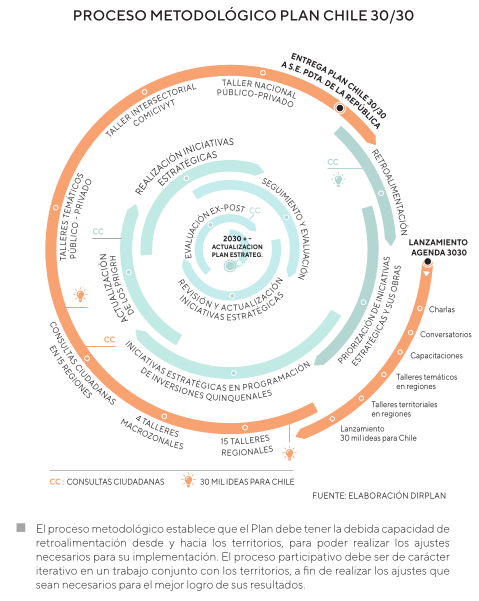 PROCESO METODOLÓGICO PLAN CHILE 30/30
ENTREGA PLAN CHILE 30/30
A S.E. PDTA. DE LA REPÚBLICA
TALLER NACIONAL
PÚBLICO-PRIVADO
TALLER INTERSECTORIAL
COMICIVYT
TALLERES TEMÁTICOS
PÚBLICO - PRIVADO
CC
RETROALIMENTACIÓN
REALIZACIÓN INICIATIVAS
ESTRATÉGICAS
SEGUIMIENTO Y EVALUACIÓN
EVALUACIÓN EX-POST
CC
2030 + -
ACTUALIZACION
PLAN ESTRATEG.
REVISIÓN Y ACTUALIZACIÓN
INICIATIVAS ESTRATÉGICAS
CC
ACTUALIZACIÓN
DE LOS PRIGRH
LANZAMIENTO
AGENDA 3030
PRIORIZACIÓN DE INICIATIVAS
ESTRATÉGICAS Y SUS OBRAS
INICIATIVAS ESTRATÉGICAS EN PROGRAMACIÓN
DE INVERSIONES QUINQUENALES
CC
CONSULTAS CIUDADANAS
EN 15 REGIONES
4 TALLERES
MACROZONALES
15 TALLERES
REGIONALES
Charlas
Conversatorios
Capacitaciones
Talleres temáticos
en regiones
Talleres territoriales
en regiones
Lanzamiento
30 mil ideas para Chile
CC : CONSULTAS CIUDADANAS
30 MIL IDEAS PARA CHILE
FUENTE: ELABORACIÓN DIRPLAN
El proceso metodológico establece que el Plan debe tener la debida capacidad de
retroalimentación desde y hacia los territorios, para poder realizar los ajustes
necesarios para su implementación. El proceso participativo debe ser de carácter
iterativo en un trabajo conjunto con los territorios, a fin de realizar los ajustes que
sean necesarios para el mejor logro de sus resultados.